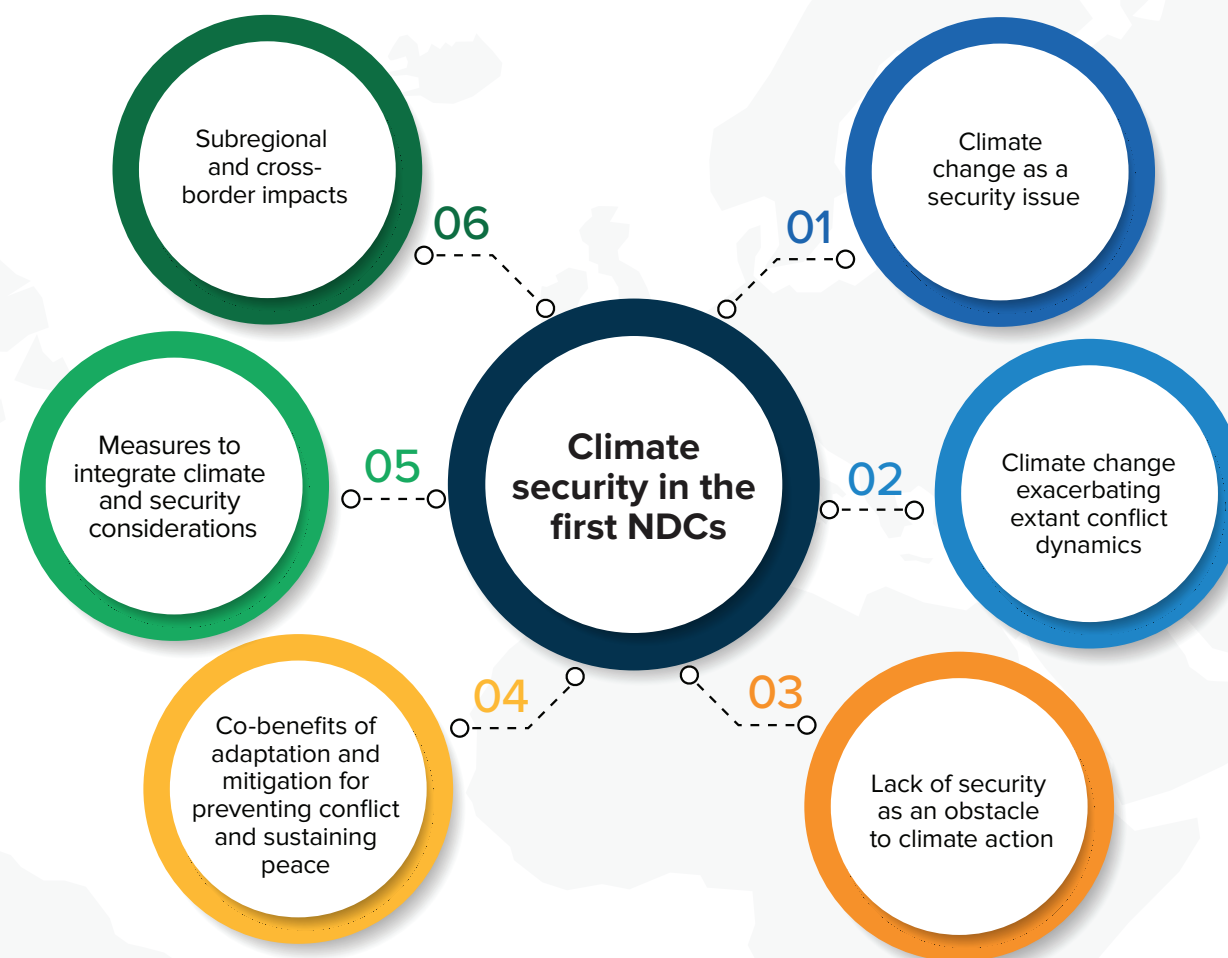 Climate
security in the
first NDCs
01
Climate
change as a
security issue
02
Climate change
exacerbating
extant conflict
dynamics
03
Lack of security
as an obstacle
to climate action
04
Co-benefits of
adaptation and
mitigation for
preventing conflict
and sustaining
peace
05
Measures to
integrate climate
and security
considerations
06
Subregional
and cross-
border impacts